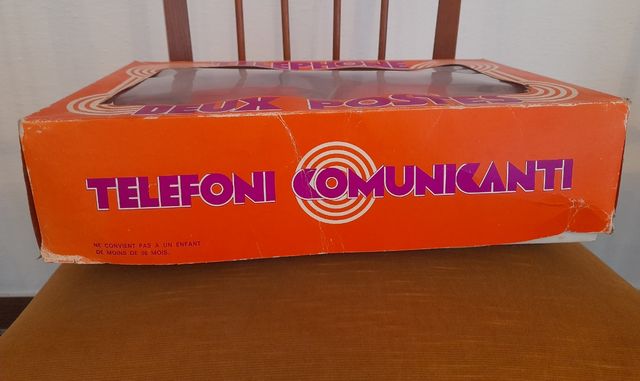 TELEPHONE
DEUX POSTES
TELEFONI COMUNICANTI
NE CONVIENT PAS A UN ENFANT
DE MOINS DE 36 MOIS.